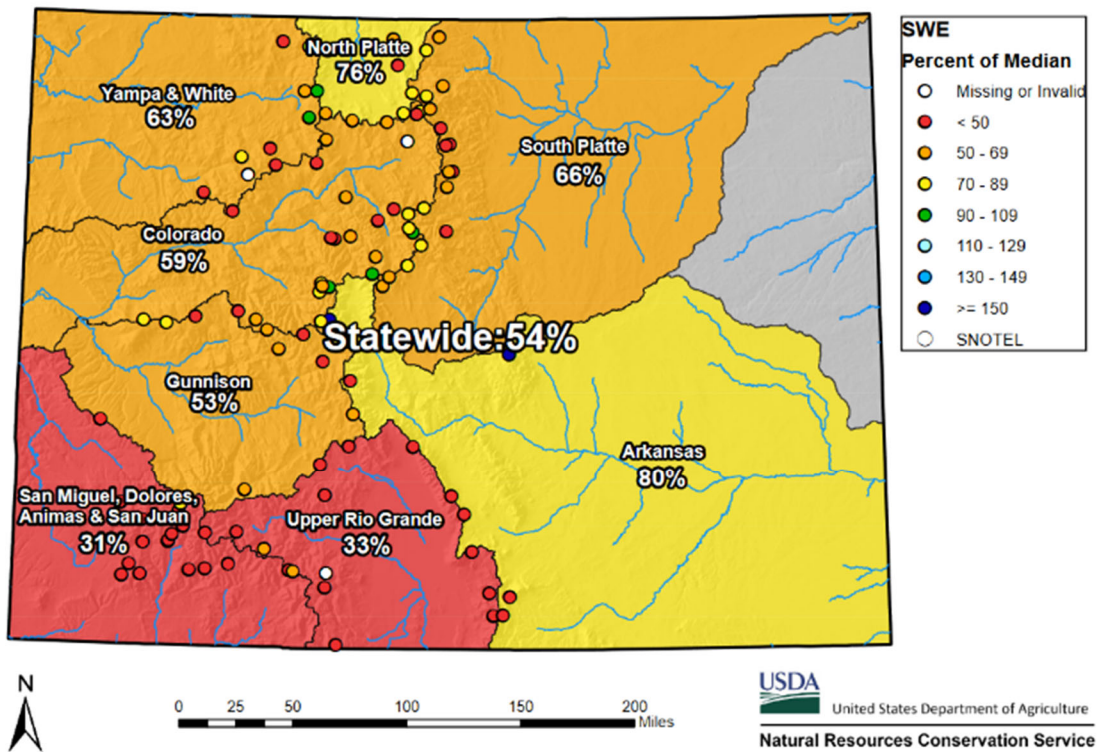 North Platte
76%
Yampa & White
63%
South Platte
66%
Colorado
59%
Statewide:54%
Gunnison
53%
Arkansas
80%
San Miguel, Dolores,
Animas & San Juan
31%
Upper Rio Grande
33%
SWE
Percent of Median
Missing or Invalid
< 50
50 - 69
70 - 89
90 - 109
110 - 129
130 - 149
>= 150
SNOTEL
N
0 25 50 100 150 200
Miles
USDA
United States Department of Agriculture
Natural Resources Conservation Service